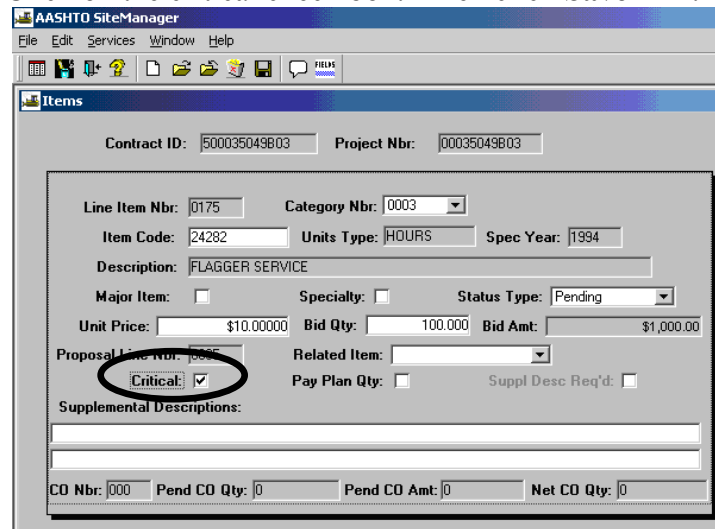 AASHTO SiteManager
File Edit Services Window Help
FIELDS
Items
Contract ID: 500035049B03 Project Nbr: 00035049B03
Line Item Nbr: 0175 Category Nbr: 0003
Item Code: 24282 Units Type: HOURS Spec Year: 1994
Description: FLAGGER SERVICE
Major Item: Specialty: Status Type: Pending
Unit Price: $10.00000 Bid Qty: 100.000 Bid Amt: $1,000.00
Proposal Line Nbr: Related Item:
Critical: Pay Plan Qty: Suppl Desc Req'd:
Supplemental Descriptions:
CO Nbr: 000 Pend CO Qty: 0 Pend CO Amt: 0 Net CO Qty: 0